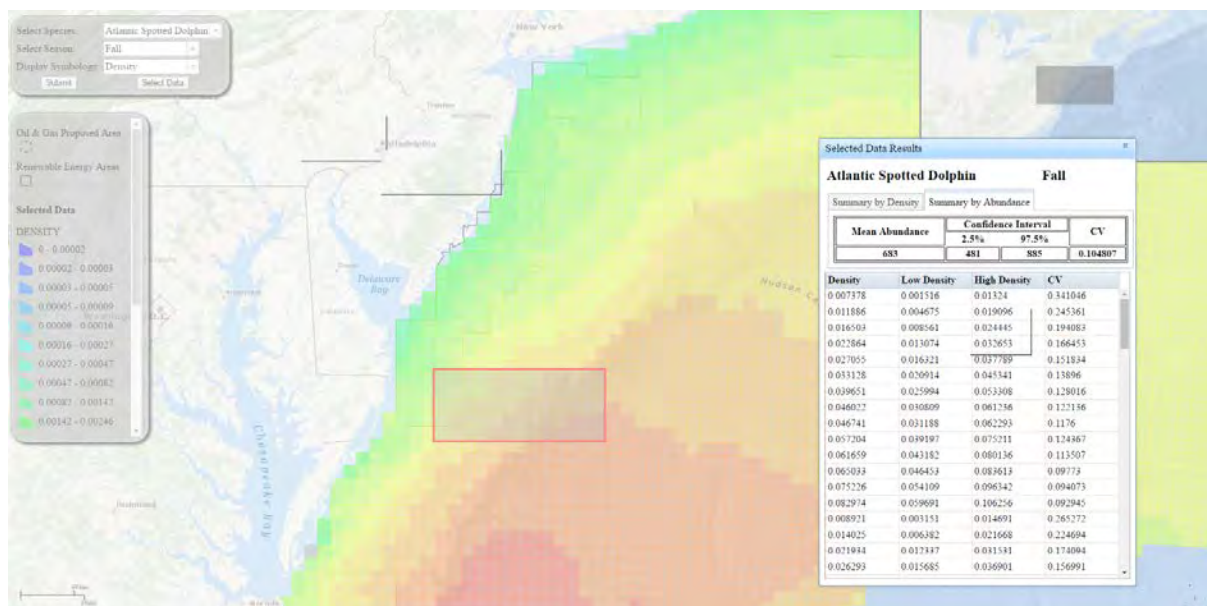 Select Species: Atlantic Spotted Dolphin
Select Season: Fall
Display Symbology: Density
Submit Select Data
Oil & Gas Proposed Area
Renewable Energy Areas
Selected Data
DENSITY
0 - 0.00002
0.00002 - 0.00003
0.00003 - 0.00005
0.00005 - 0.00009
0.00009 - 0.00016
0.00016 - 0.00027
0.00027 - 0.00047
0.00047 - 0.00082
0.00082 - 0.00142
0.00142 - 0.00246
New York
Trenton
Philadelphia
Delaware
Bay
Chesapeake Bay
Hudson
Selected Data Results
Atlantic Spotted Dolphin Fall
Summary by Density Summary by Abundance
Mean Abundance Confidence Interval CV
2.5% 97.5%
683 481 885 0.104807
Density Low Density High Density CV
0.007378 0.001516 0.01324 0.341046
0.011886 0.004675 0.019096 0.245361
0.016503 0.008561 0.024445 0.194083
0.022864 0.013074 0.032653 0.166453
0.027055 0.016321 0.037789 0.151834
0.033128 0.020914 0.045341 0.13896
0.039651 0.025994 0.053308 0.128016
0.046022 0.030809 0.061236 0.122136
0.046741 0.031188 0.062293 0.1176
0.057204 0.039197 0.075211 0.124367
0.061659 0.043182 0.080136 0.113507
0.065033 0.046453 0.083613 0.09773
0.075226 0.054109 0.096342 0.094073
0.082974 0.059691 0.106256 0.092945
0.008921 0.003151 0.014691 0.265272
0.014025 0.006382 0.021668 0.224694
0.021934 0.012337 0.031531 0.174094
0.026293 0.015685 0.036901 0.156991